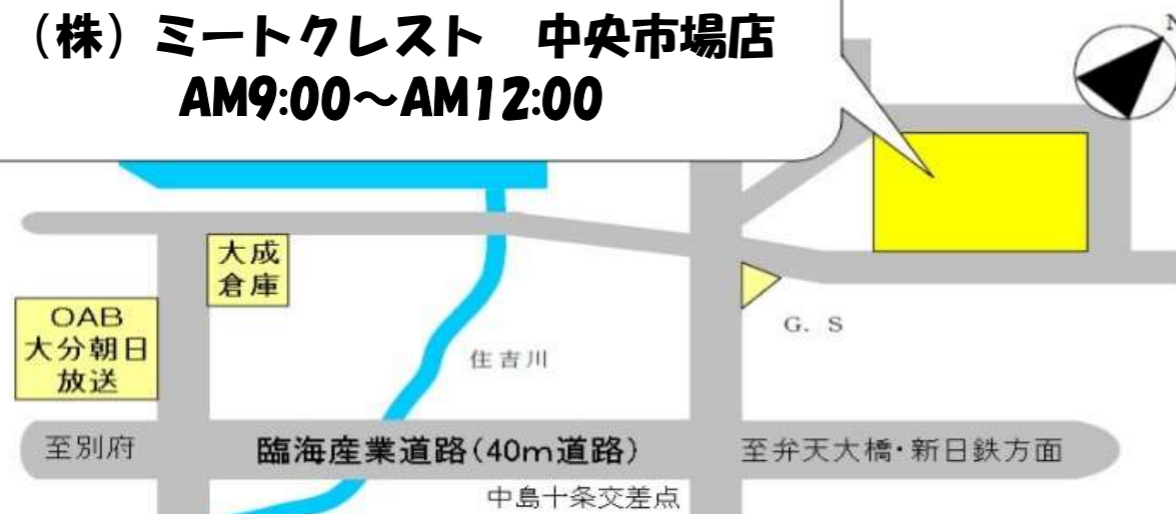 (株)ミートクレスト　中央市場店
AM9:00～AM12:00
N
大成
倉庫
OAB
大分朝日
放送
G. S
住吉川
至別府
臨海産業道路(40m道路)
至弁天大橋・新日鉄方面
中島十条交差点